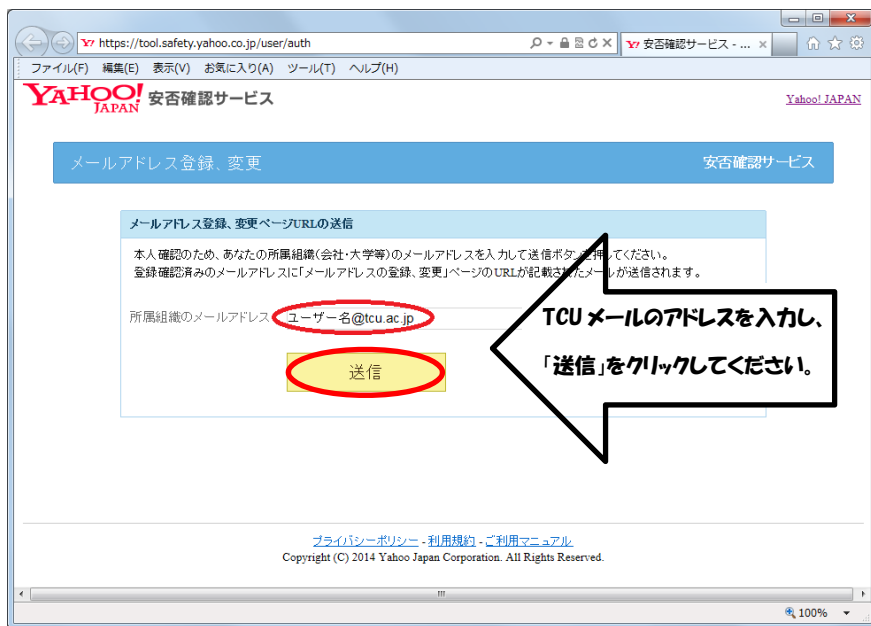 https://tool.safety.yahoo.co.jp/user/auth
安否確認サービス - ...
ファイル(F) 編集(E) 表示(V) お気に入り(A) ツール(T) ヘルプ(H)
YAHOO! JAPAN 安否確認サービス
Yahoo! JAPAN
メールアドレス登録、変更
安否確認サービス
メールアドレス登録、変更ページURLの送信
本人確認のため、あなたの所属組織(会社・大学等)のメールアドレスを入力して送信ボタンを押してください。
登録確認済みのメールアドレスに「メールアドレスの登録、変更」ページのURLが記載されたメールが送信されます。
所属組織のメールアドレス ユーザー名@tcu.ac.jp
送信
TCUメールのアドレスを入力し、
「送信」をクリックしてください。
プライバシーポリシー - 利用規約 - ご利用マニュアル
Copyright (C) 2014 Yahoo Japan Corporation. All Rights Reserved.
100%